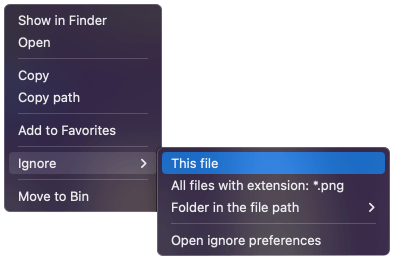 Show in Finder
Open
Copy
Copy path
Add to Favorites
Ignore
This file
All files with extension: *.png
Folder in the file path
Open ignore preferences
Move to Bin